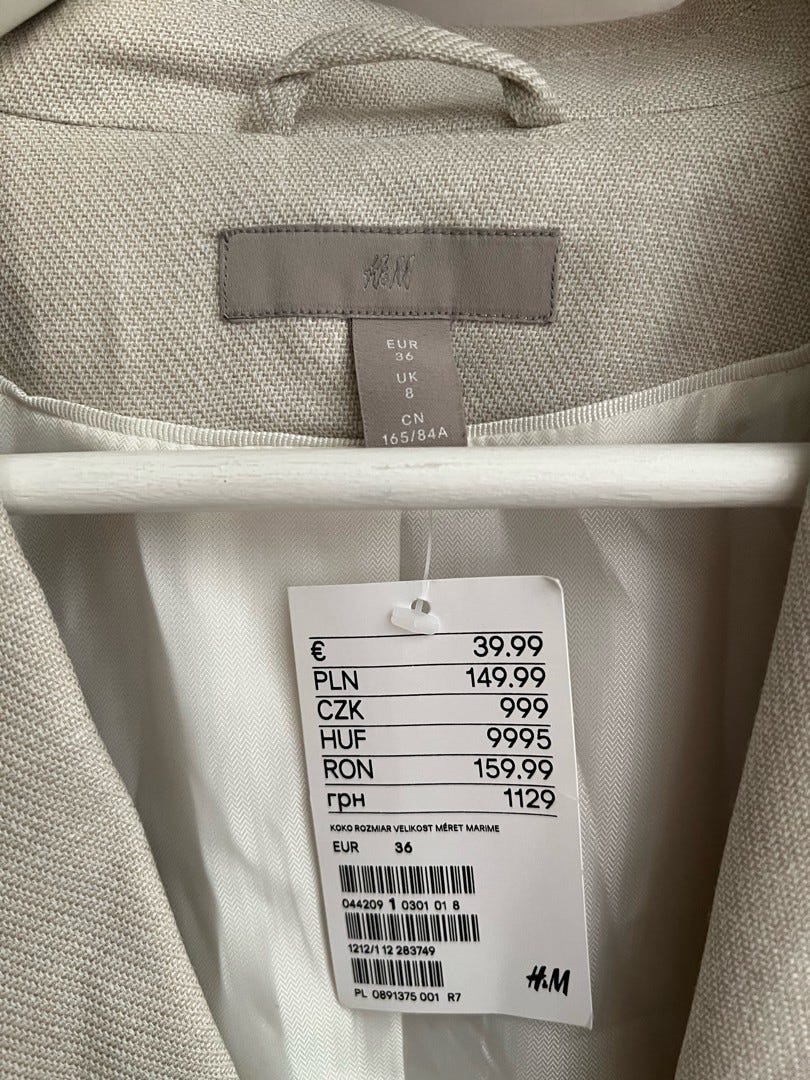 H&M
EUR
36
UK
8
CN
165/84A
€ 39.99
PLN 149.99
CZK 999
HUF 9995
RON 159.99
грн 1129
KOKO ROZMIAR VELIKOST MÉRET MARIME
EUR 36
044209 1 0301 01 8
1212/1 12 283749
PL 0891375 001 R7
H&M